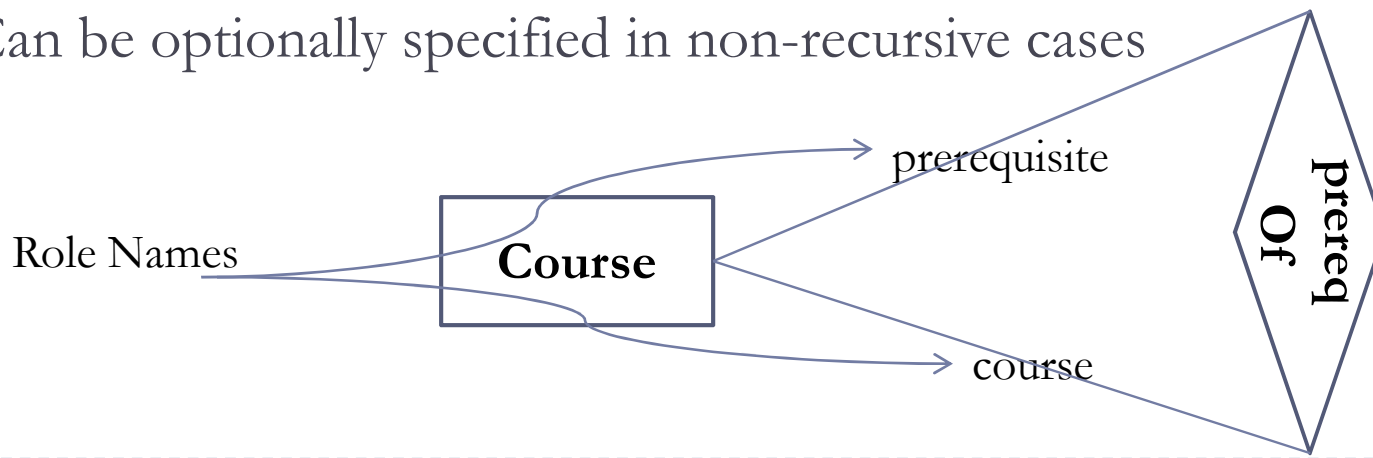 Can be optionally specified in non-recursive cases
prerequisite
Role Names
Course
course
prereq
Of